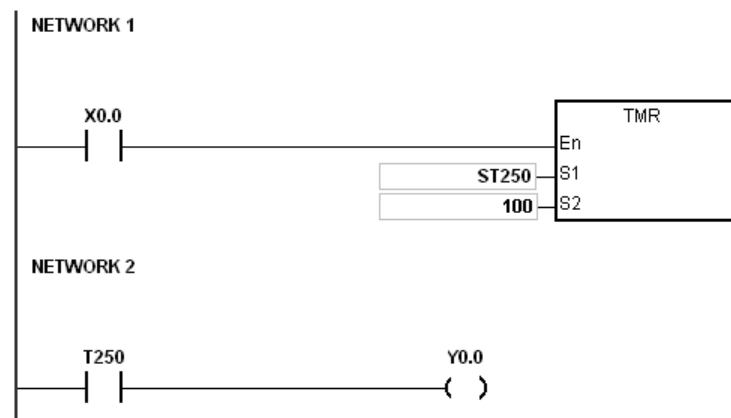 NETWORK 1
X0.0
TMR
En
ST250 S1
100 S2
NETWORK 2
T250 Y0.0